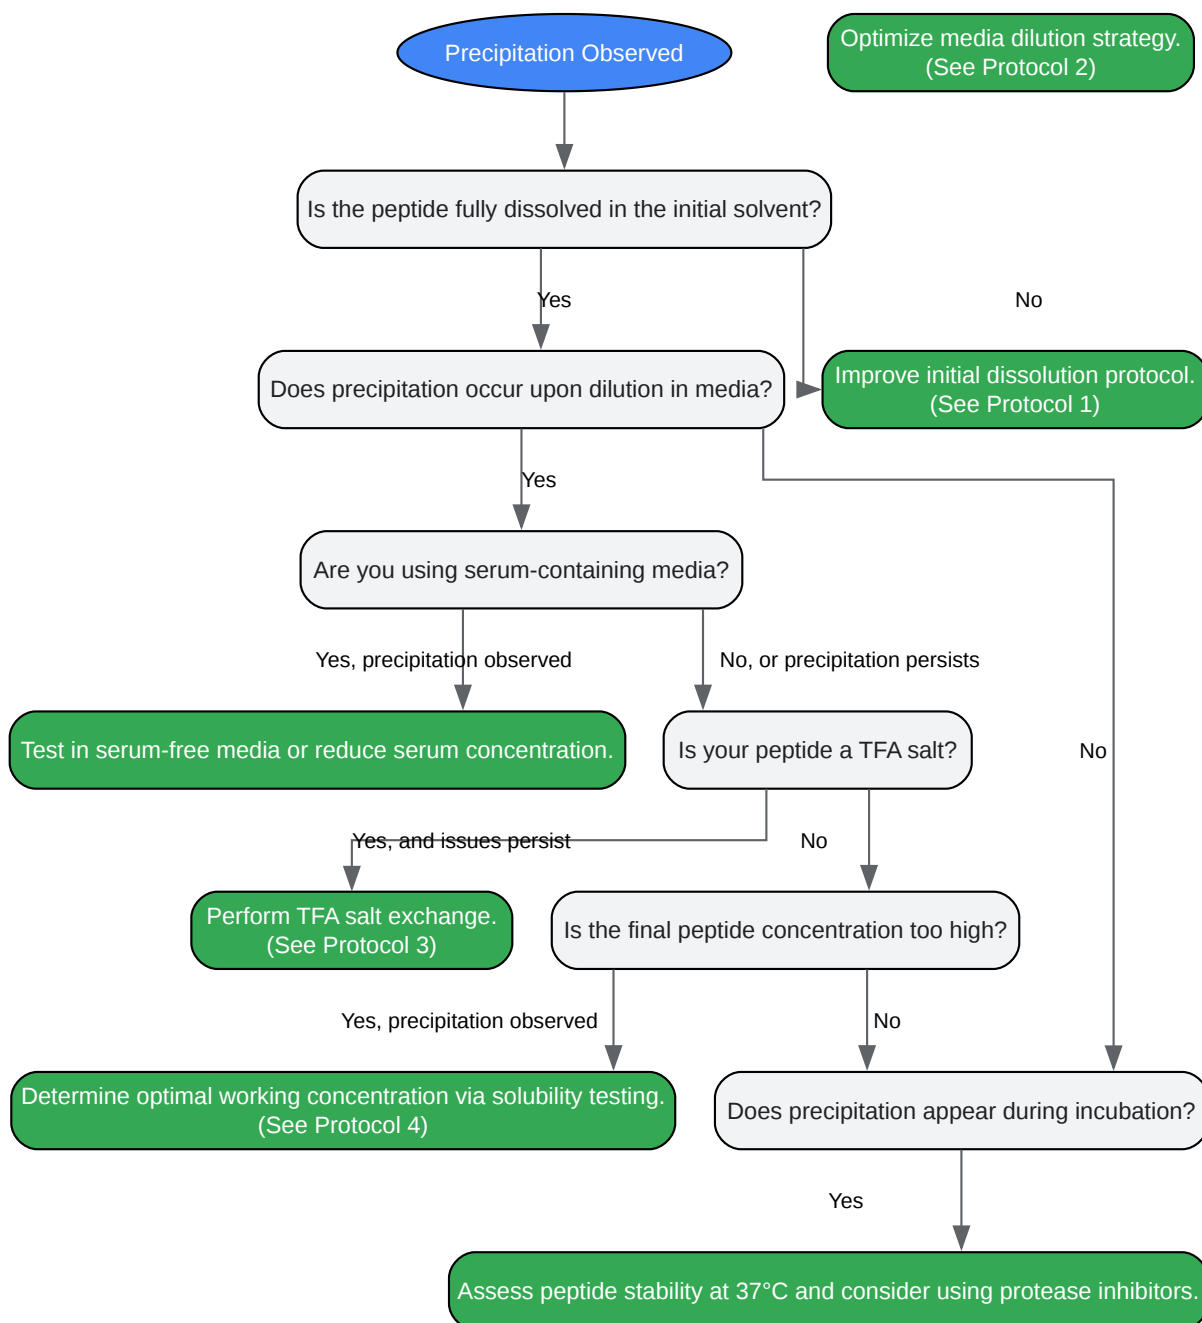 Precipitation Observed
Optimize media dilution strategy.
(See Protocol 2)
Is the peptide fully dissolved in the initial solvent?
Yes
No
Does precipitation occur upon dilution in media?
Improve initial dissolution protocol.
(See Protocol 1)
Yes
Are you using serum-containing media?
Yes, precipitation observed
No, or precipitation persists
Test in serum-free media or reduce serum concentration.
Is your peptide a TFA salt?
No
Yes, and issues persist
No
Perform TFA salt exchange.
(See Protocol 3)
Is the final peptide concentration too high?
Yes, precipitation observed
No
Determine optimal working concentration via solubility testing.
(See Protocol 4)
Does precipitation appear during incubation?
Yes
Assess peptide stability at 37°C and consider using protease inhibitors.